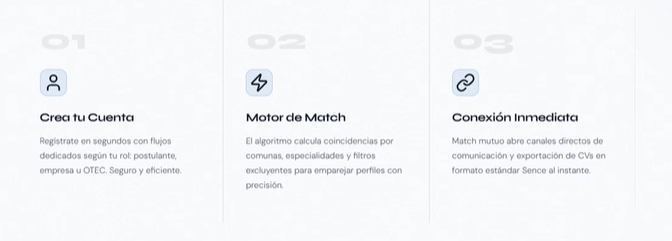 01
Crea tu Cuenta
Regístrate en segundos con flujos
dedicados según tu rol: postulante,
empresa u OTEC. Seguro y eficiente.
02
Motor de Match
El algoritmo calcula coincidencias por
comunas, especialidades y filtros
excluyentes para emparejar perfiles con
precisión.
03
Conexión Inmediata
Match mutuo abre canales directos de
comunicación y exportación de CVs en
formato estándar Sence al instante.